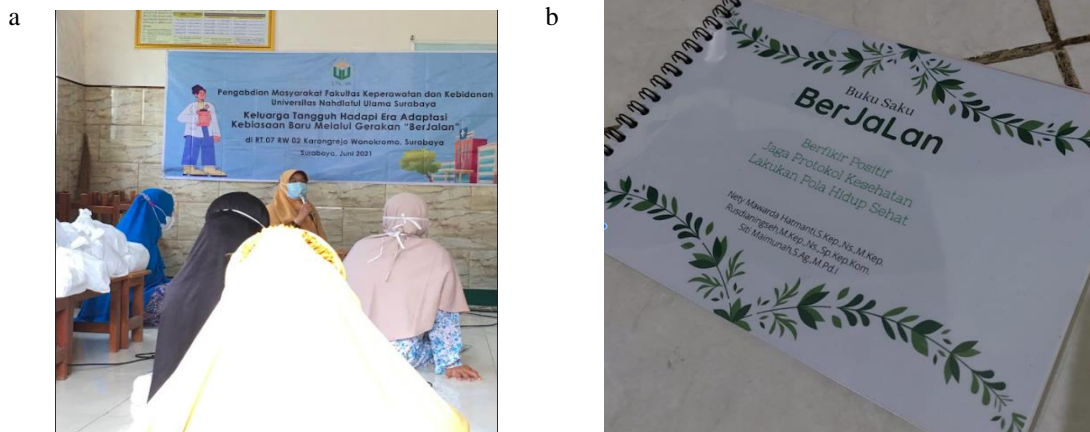 a
b
Pengabdian Masyarakat Fakultas Keperawatan dan Kebidanan
Universitas Nahdlatul Ulama Surabaya
Keluarga Tangguh Hadapi Era Adaptasi
Kebiasaan Baru Melalui Gerakan "BerJalan"
di RT.07 RW 02 Karangrejo Wonokromo, Surabaya
Surabaya, Juni 2021
Buku Saku
BerJaLan
Berfikir Positif
Jaga Protokol Kesehatan
Lakukan Pola Hidup Sehat
Nety Mawarda Hatmanti,S.Kep.,Ns.,M.Kep.
Rusdianingseh,M.Kep.,Ns.,Sp.Kep.Kom.
Siti Maimunah,S.Ag.,M.Pd.I